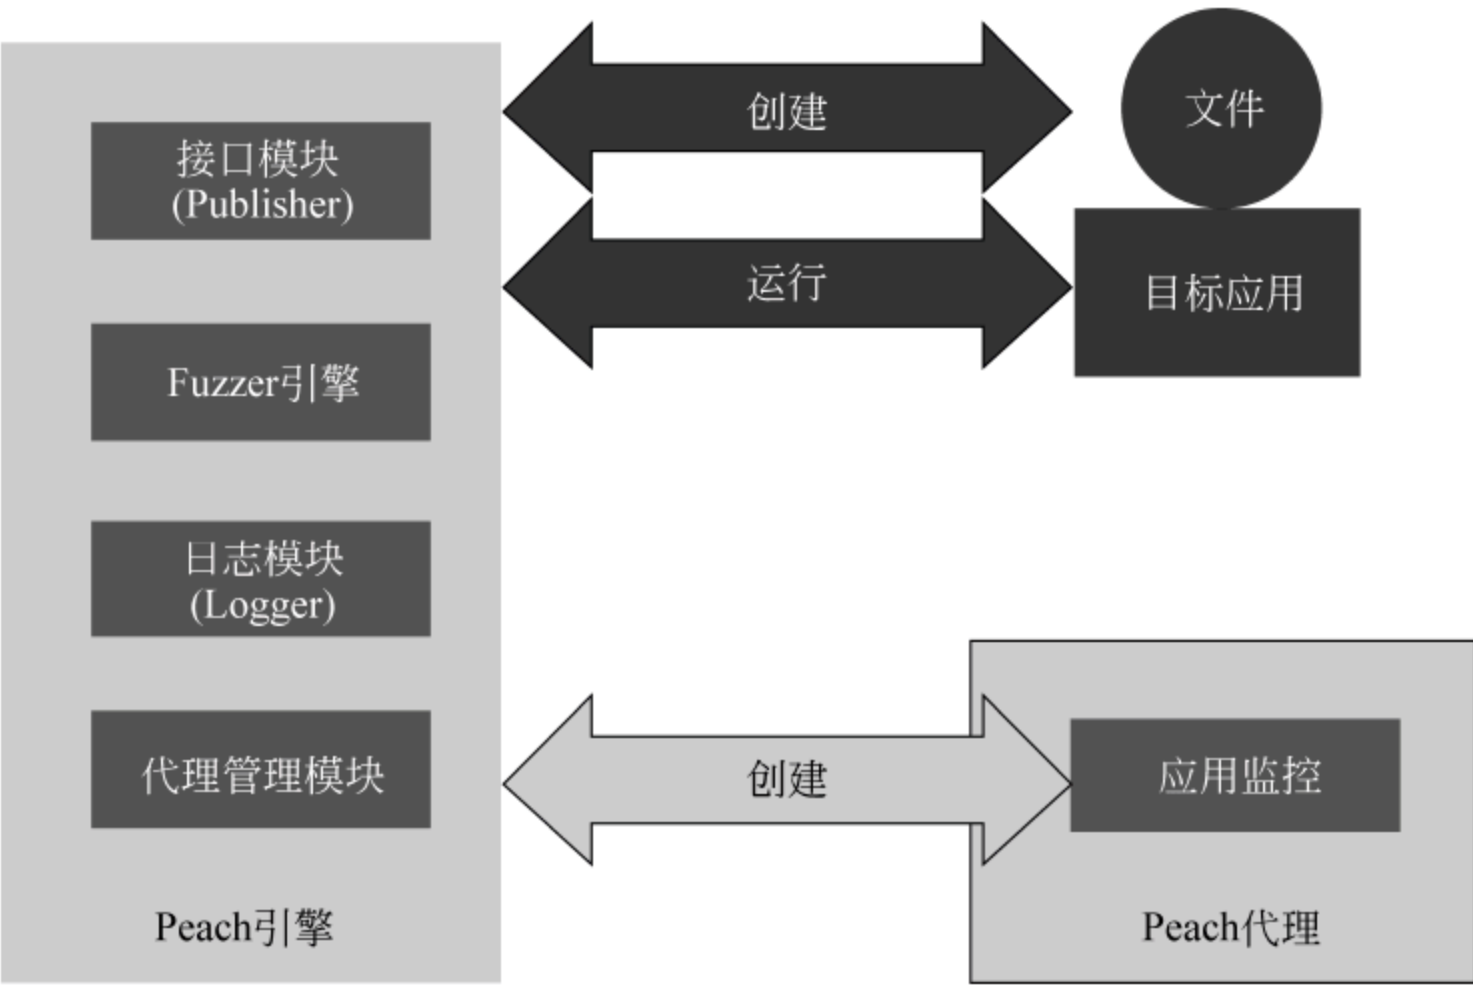 接口模块
(Publisher)
Fuzzer引擎
日志模块
(Logger)
代理管理模块
Peach引擎
创建
运行
文件
目标应用
创建
应用监控
Peach代理